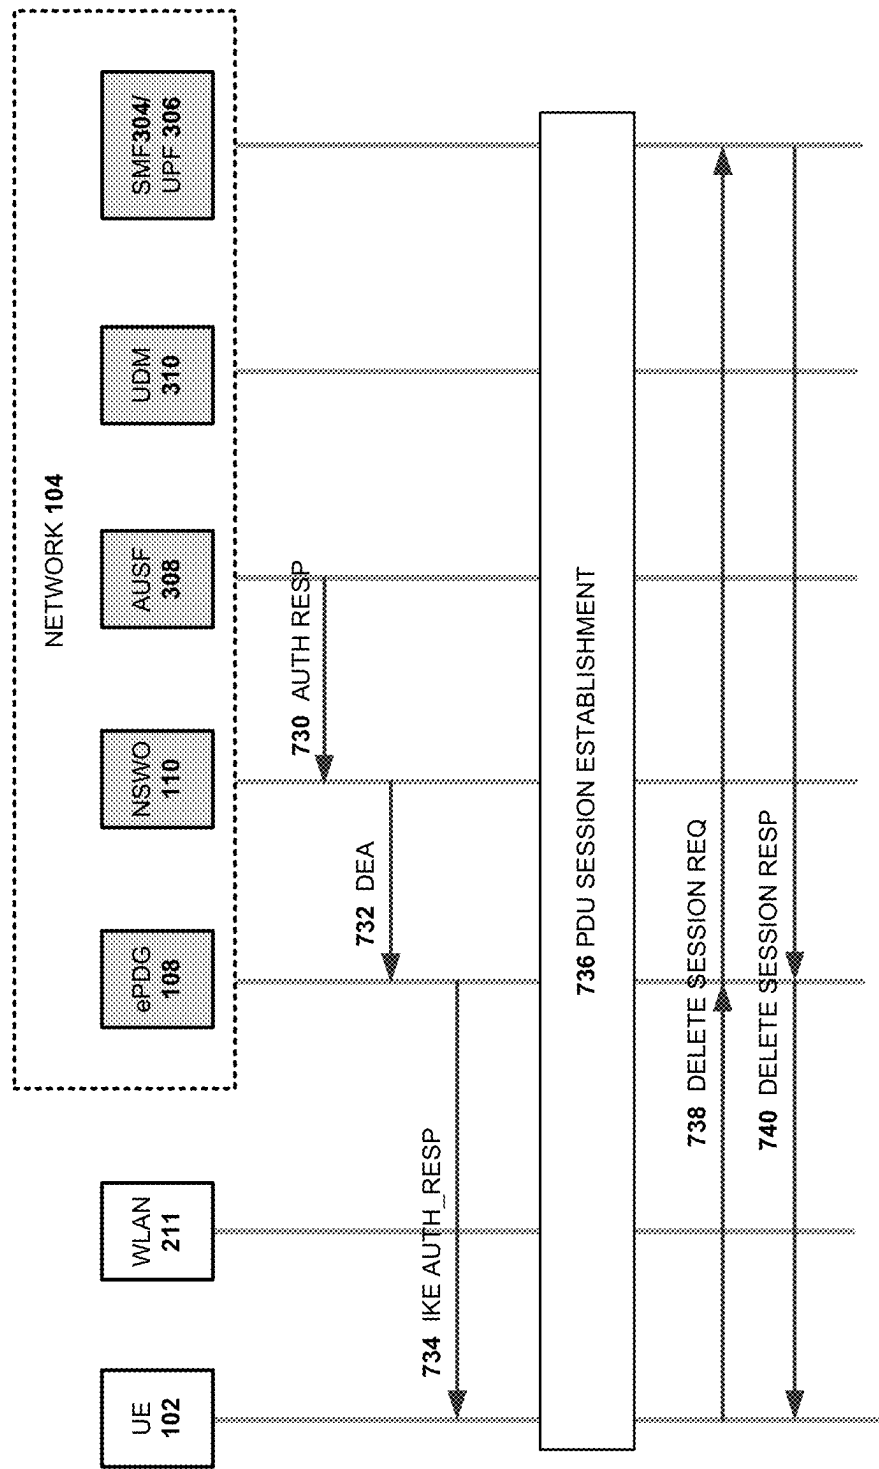 NETWORK 104
UE
102
WLAN
211
ePDG
108
NSWO
110
AUSF
308
UDM
310
SMF304/
UPF 306
730 AUTH RESP
732 DEA
734 IKE AUTH_RESP
736 PDU SESSION ESTABLISHMENT
738 DELETE SESSION REQ
740 DELETE SESSION RESP